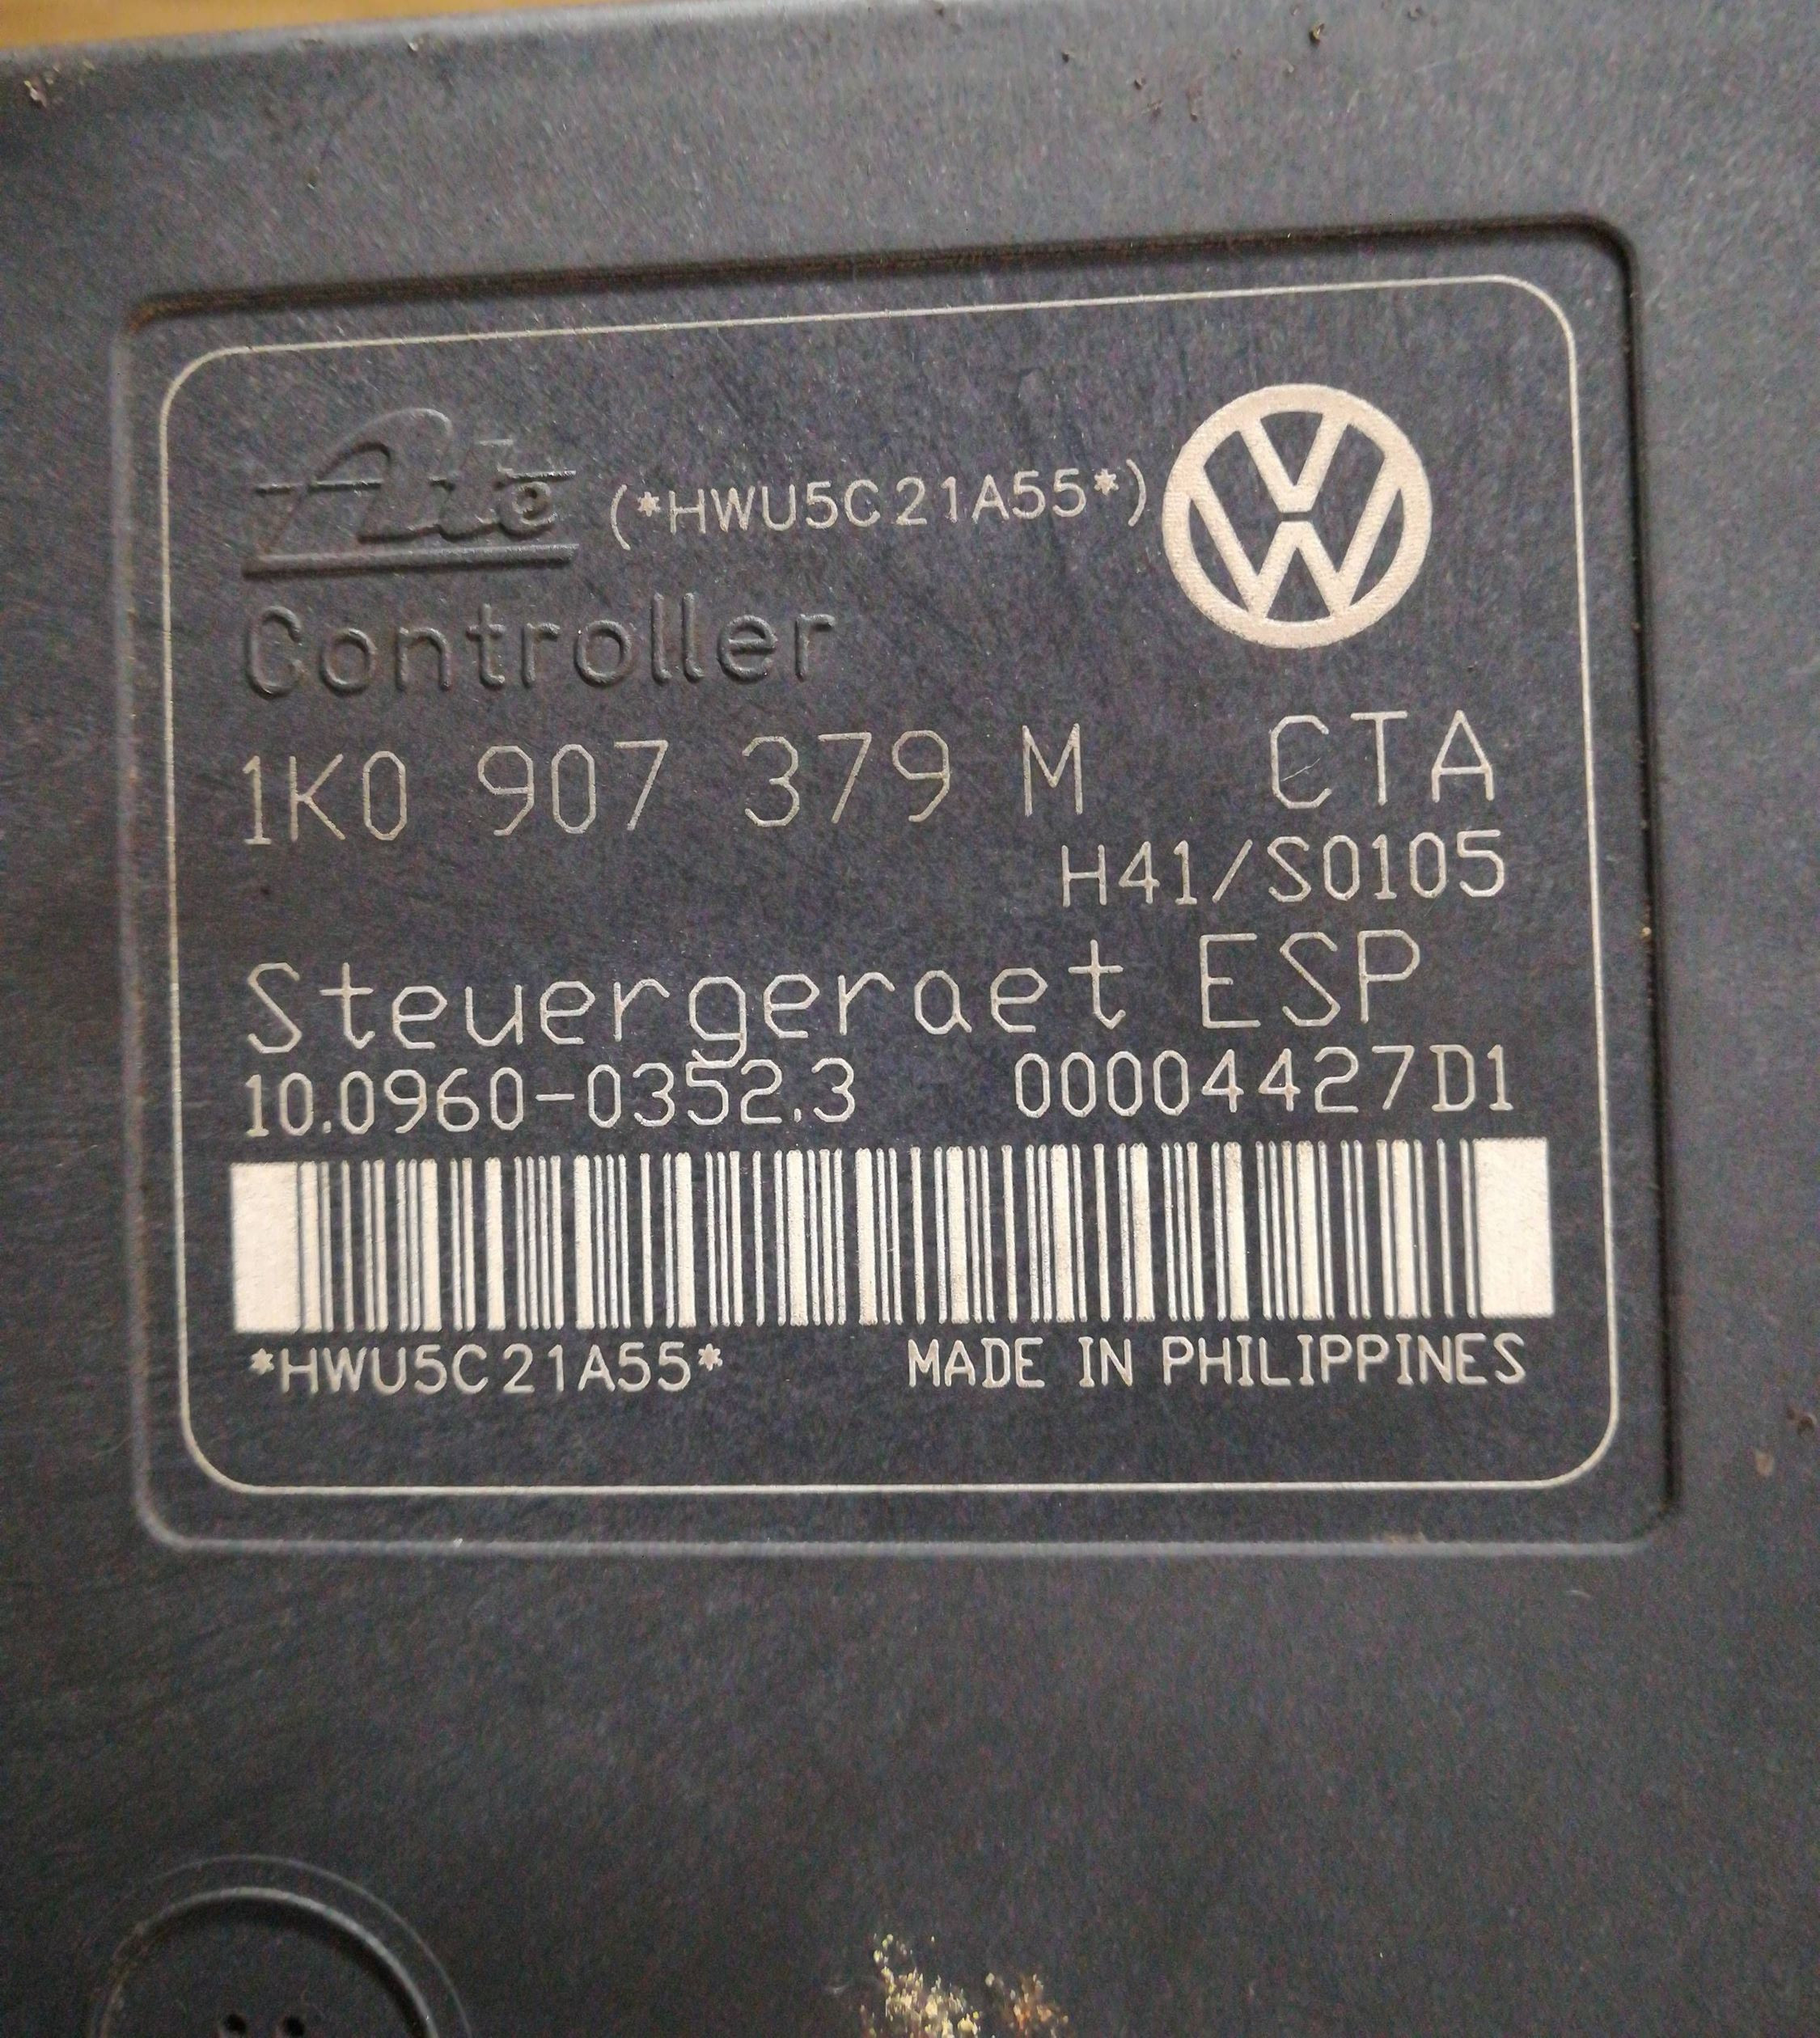 Ate (*HWU5C21A55*)
Controller
1K0 907 379 M CTA
H41/S0105
Steuergeraet ESP
10.0960-0352.3 00004427D1
*HWU5C21A55* MADE IN PHILIPPINES